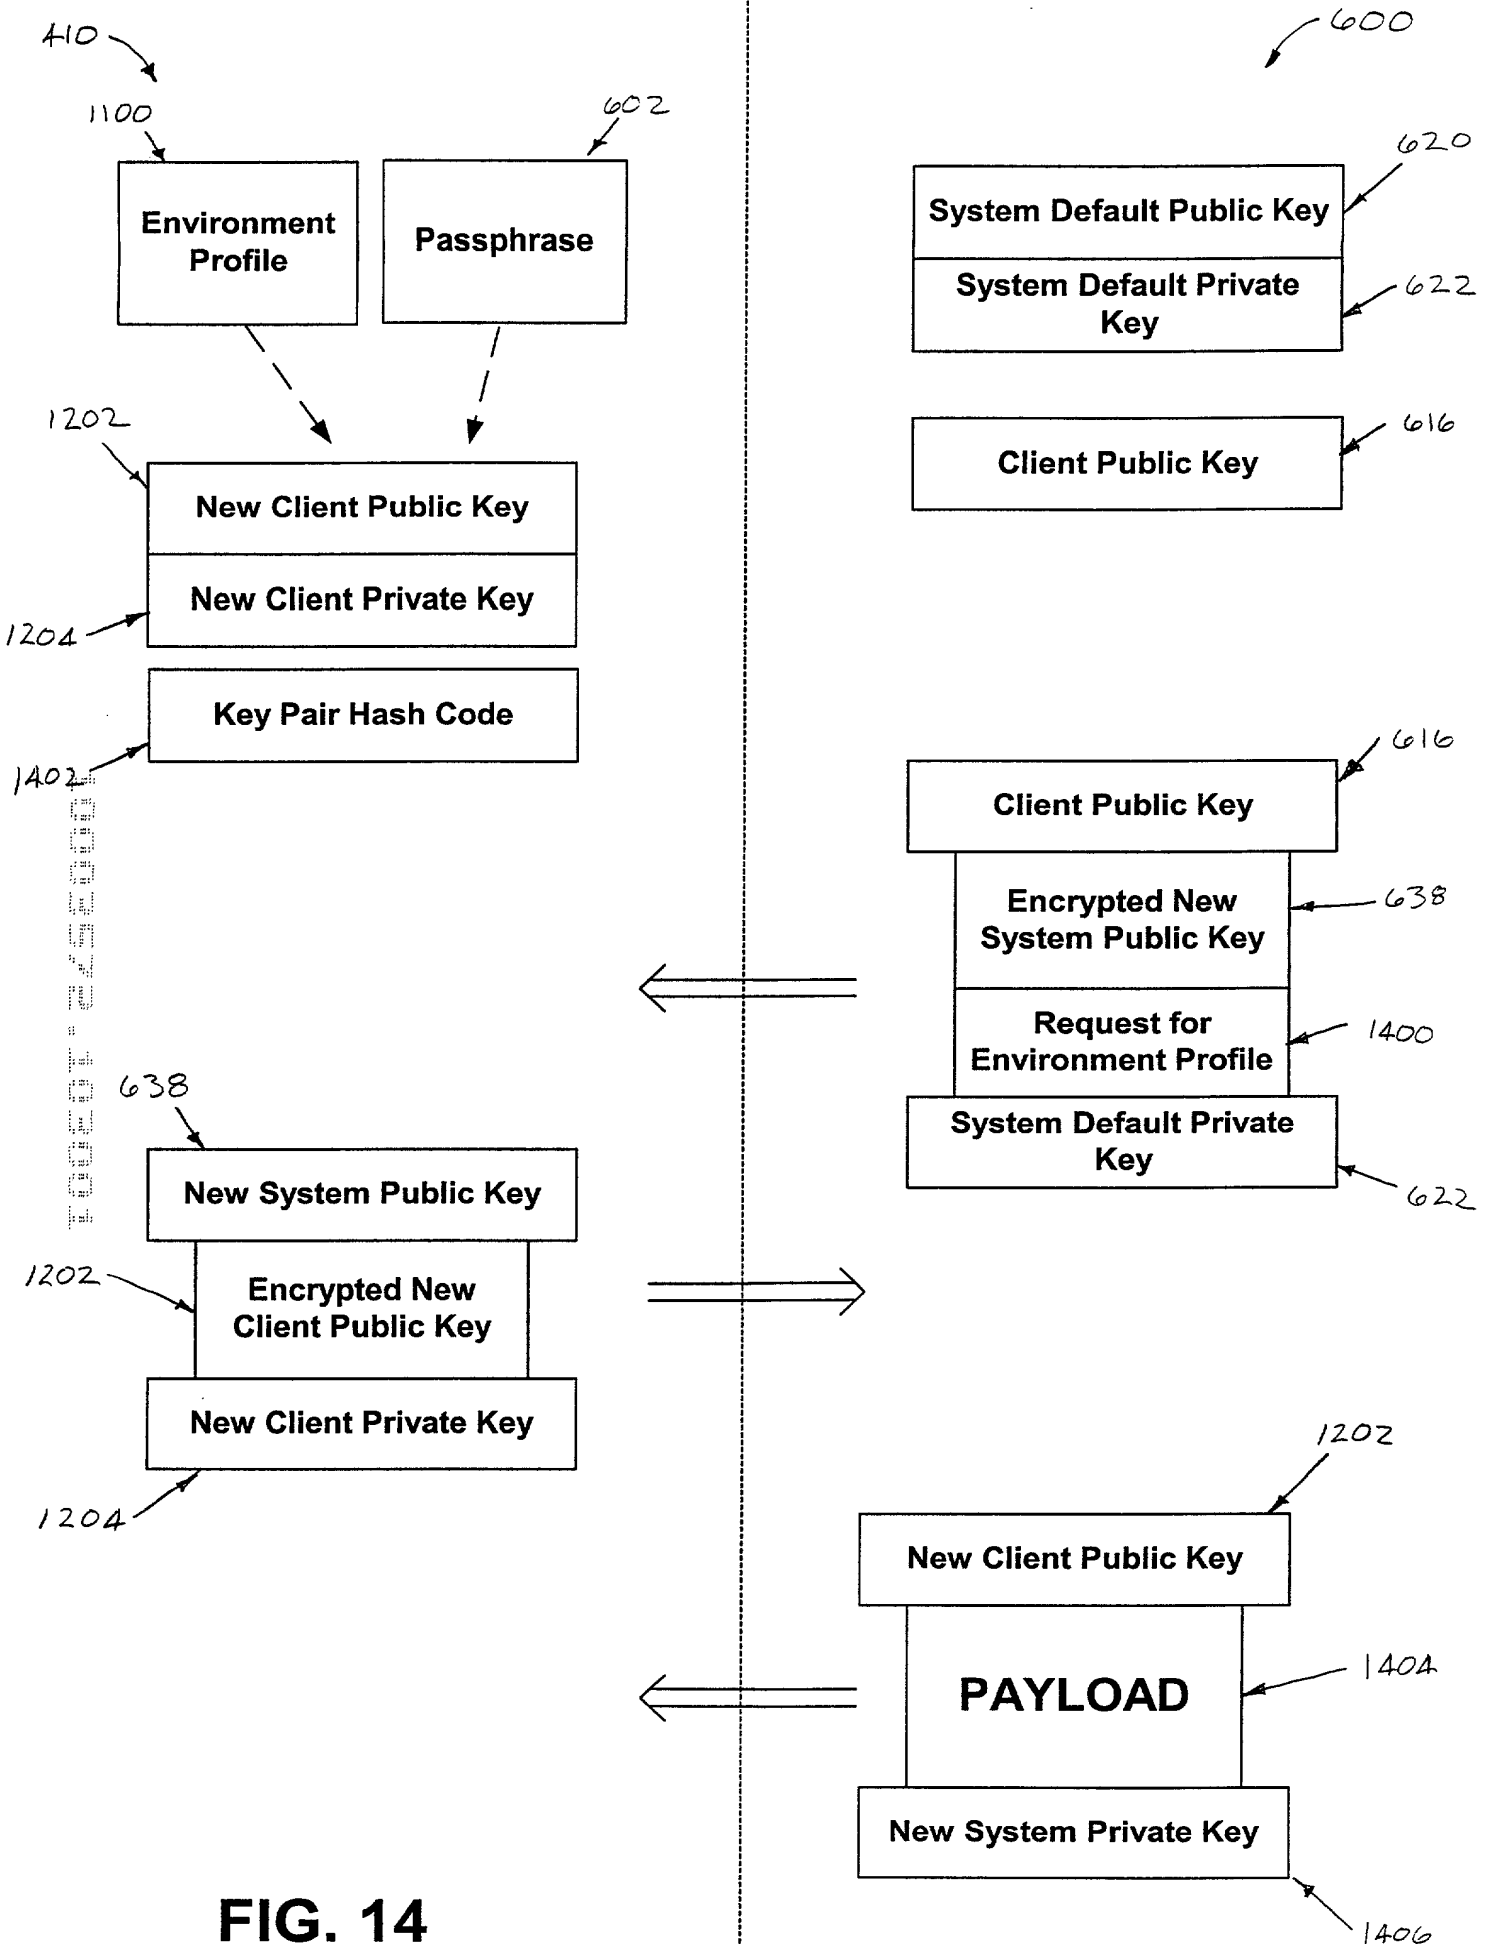 410
600
1100
602
620
Environment
Profile
Passphrase
System Default Public Key
System Default Private
Key
622
1202
616
New Client Public Key
Client Public Key
New Client Private Key
1204
Key Pair Hash Code
1402
616
Client Public Key
Encrypted New
System Public Key
638
Request for
Environment Profile
1400
638
System Default Private
Key
622
New System Public Key
1202
Encrypted New
Client Public Key
New Client Private Key
1204
1202
New Client Public Key
PAYLOAD
1404
New System Private Key
1406
FIG. 14